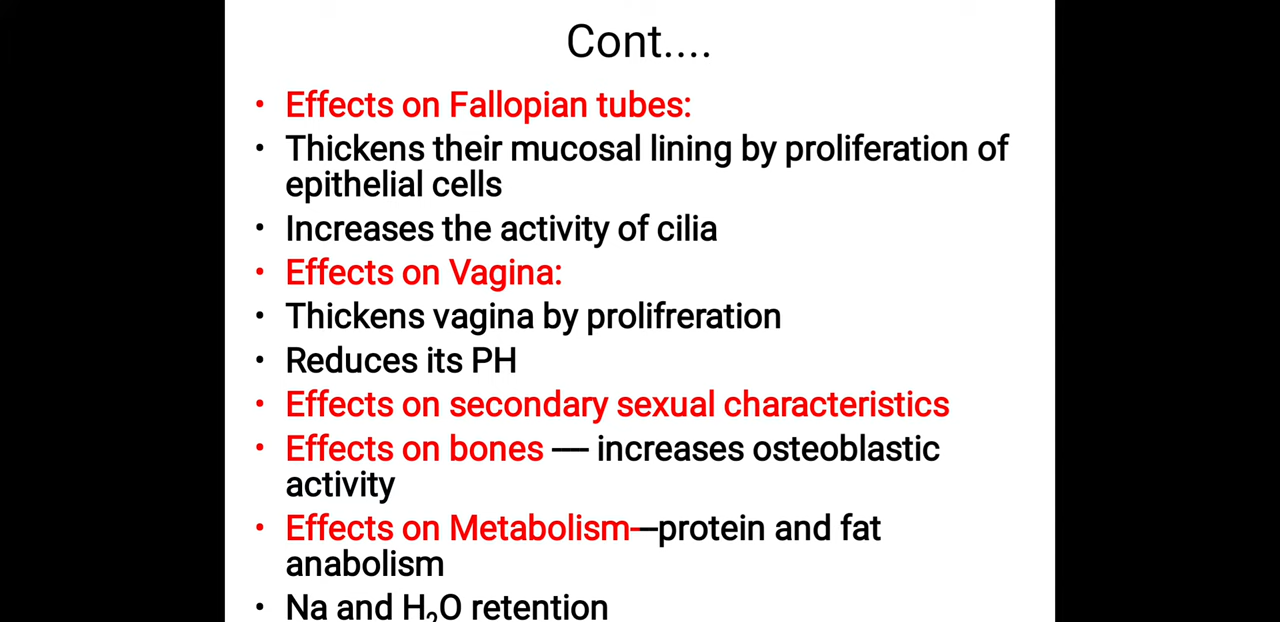 Cont....
• Effects on Fallopian tubes:
• Thickens their mucosal lining by proliferation of
epithelial cells
• Increases the activity of cilia
• Effects on Vagina:
• Thickens vagina by prolifreration
• Reduces its PH
• Effects on secondary sexual characteristics
• Effects on bones –– increases osteoblastic
activity
• Effects on Metabolism-–protein and fat
anabolism
• Na and H₂O retention